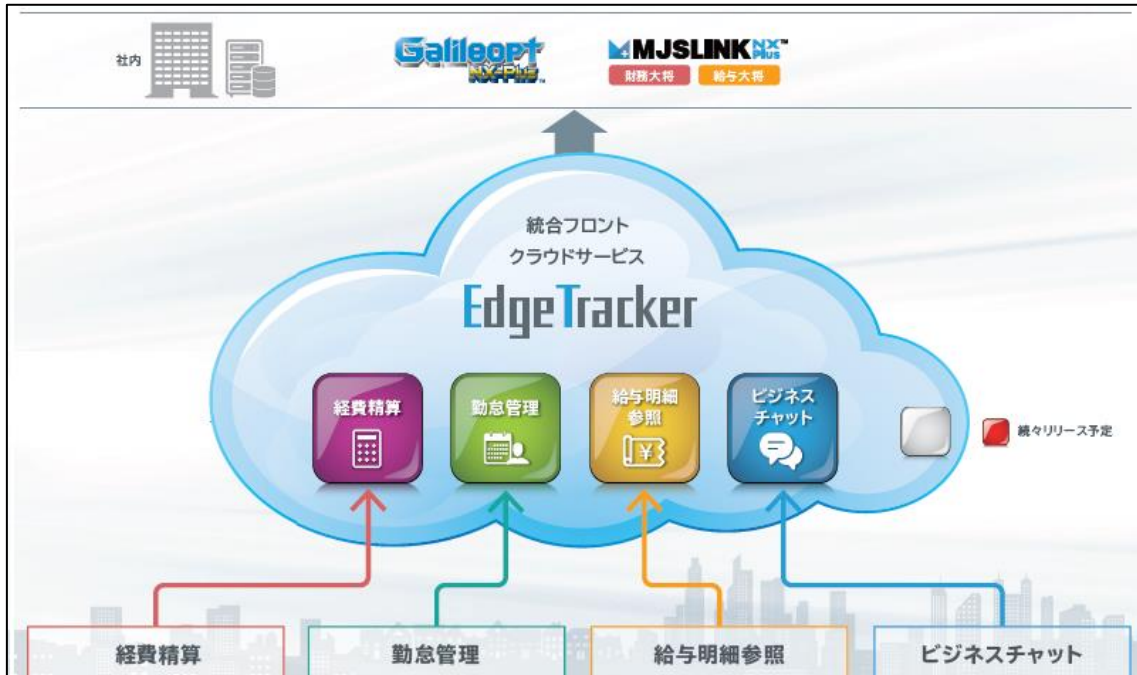 社内
Galileopt
NX-Plus
MJSLINK NX Plus™
財務大将
給与大将
統合フロント
クラウドサービス
EdgeTracker
経費精算
勤怠管理
給与明細
参照
ビジネス
チャット
続々リリース予定
経費精算
勤怠管理
給与明細参照
ビジネスチャット